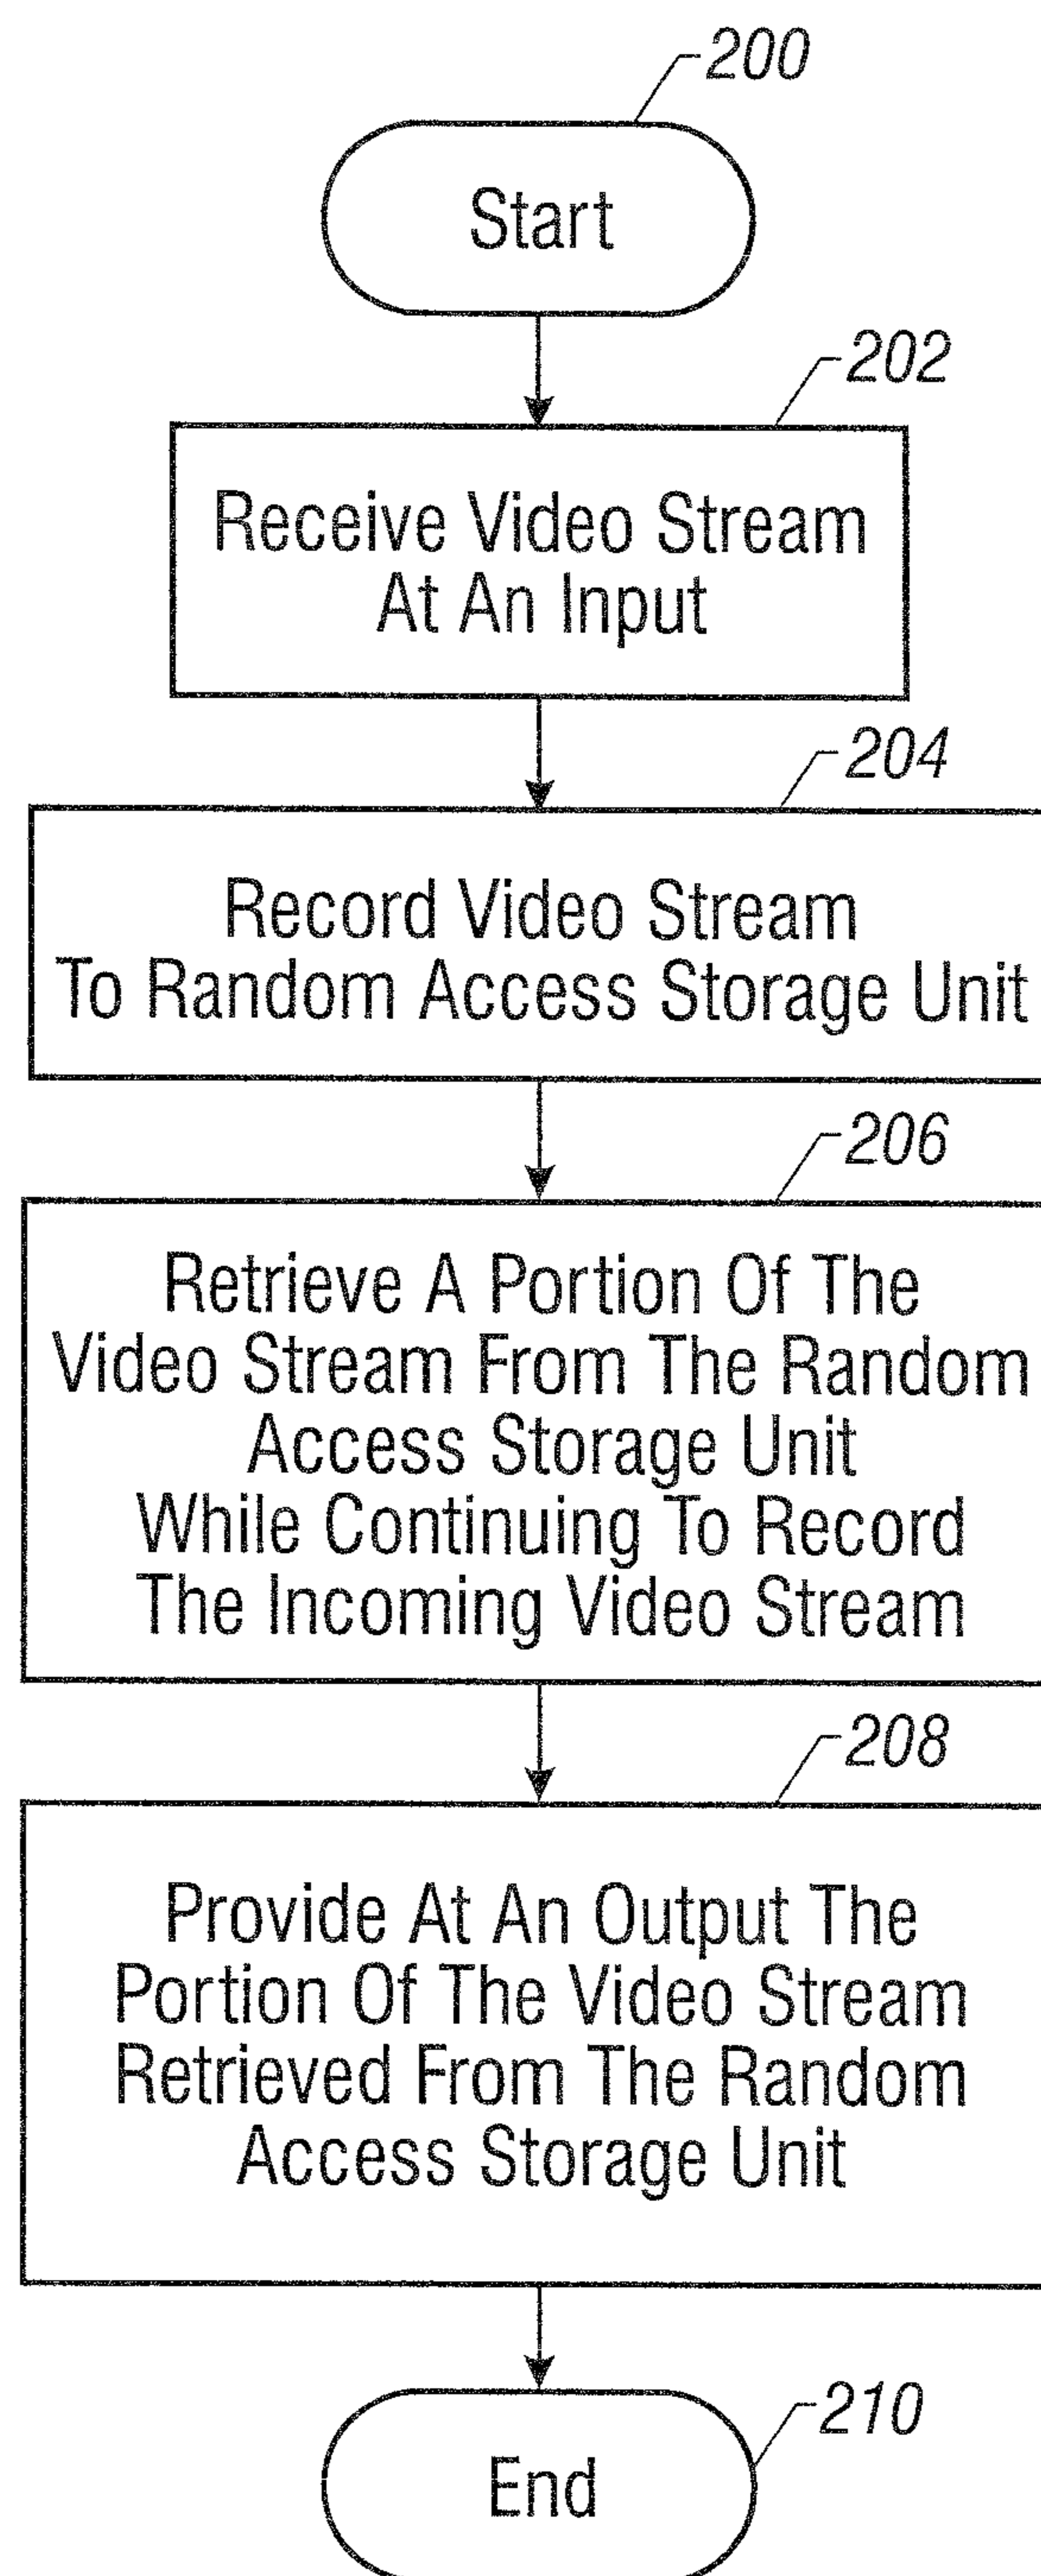 200
Start
202
Receive Video Stream
At An Input
204
Record Video Stream
To Random Access Storage Unit
206
Retrieve A Portion Of The
Video Stream From The Random
Access Storage Unit
While Continuing To Record
The Incoming Video Stream
208
Provide At An Output The
Portion Of The Video Stream
Retrieved From The Random
Access Storage Unit
210
End